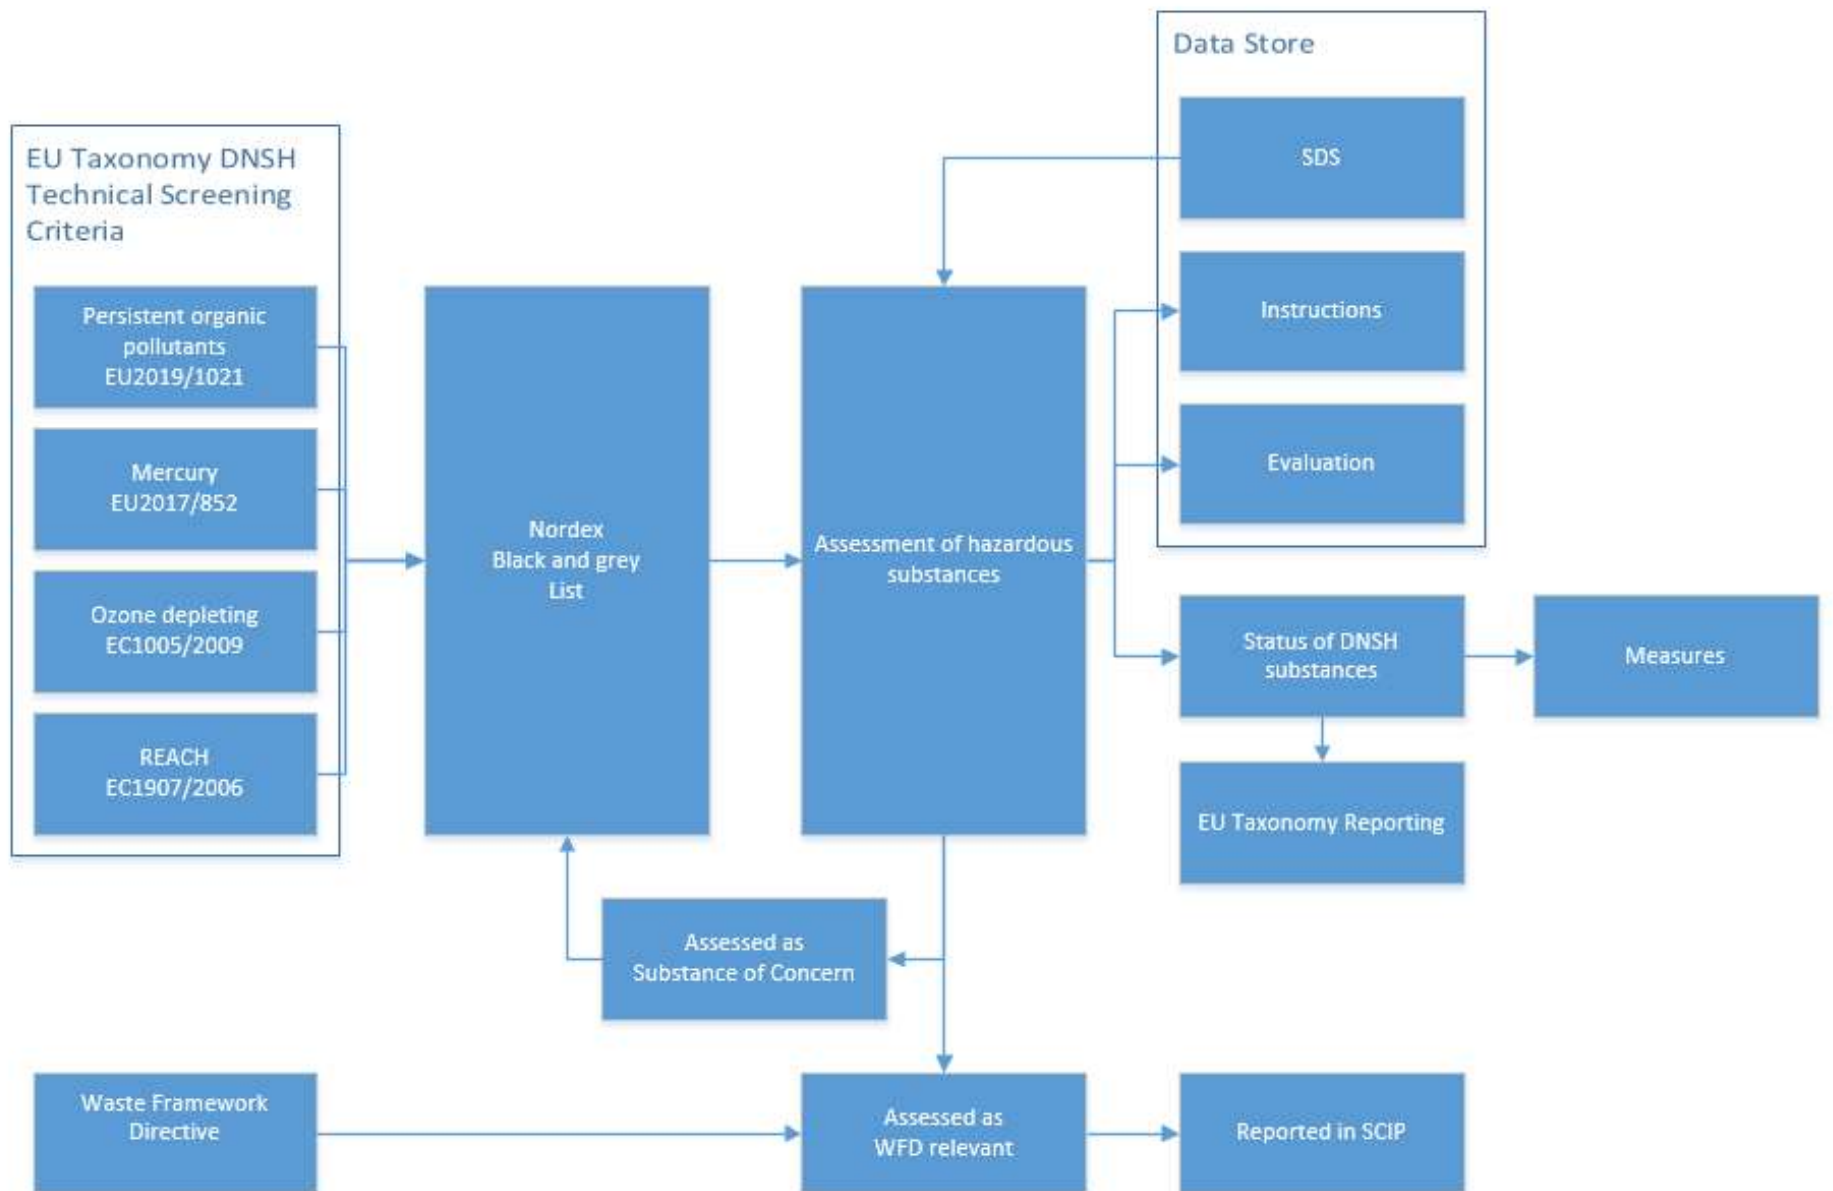 Data Store
SDS
Instructions
Evaluation
EU Taxonomy DNSH
Technical Screening
Criteria
Persistent organic
pollutants
EU2019/1021
Mercury
EU2017/852
Ozone depleting
EC1005/2009
REACH
EC1907/2006
Nordex
Black and grey
List
Assessment of hazardous
substances
Status of DNSH
substances
Measures
EU Taxonomy Reporting
Assessed as
Substance of Concern
Waste Framework
Directive
Assessed as
WFD relevant
Reported in SCIP